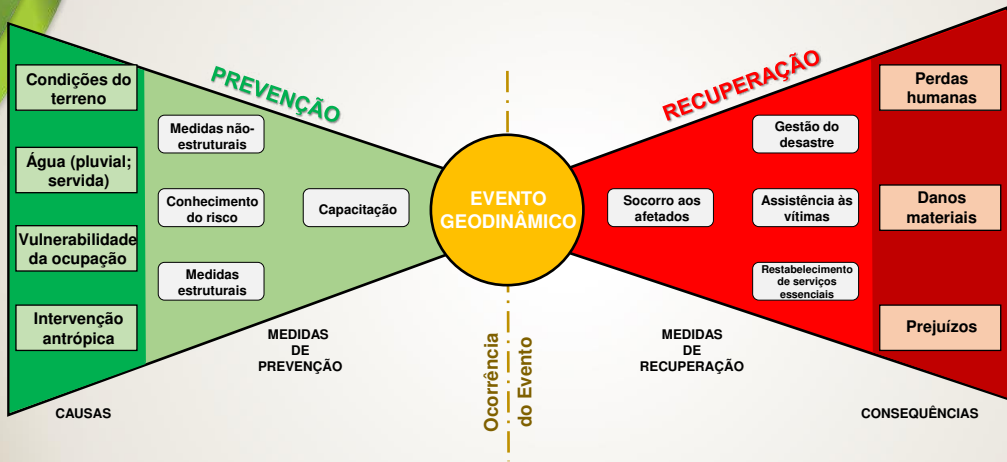 Condições do
terreno
Água (pluvial;
servida)
Vulnerabilidade
da ocupação
Intervenção
antrópica
CAUSAS
PREVENÇÃO
Medidas não-
estruturais
Conhecimento
do risco
Medidas
estruturais
Capacitação
MEDIDAS
DE
PREVENÇÃO
EVENTO
GEODINÂMICO
Ocorrência
do Evento
RECUPERAÇÃO
Socorro aos
afetados
Gestão do
desastre
Assistência às
vítimas
Restabelecimento
de serviços
essenciais
MEDIDAS
DE
RECUPERAÇÃO
Perdas
humanas
Danos
materiais
Prejuízos
CONSEQUÊNCIAS